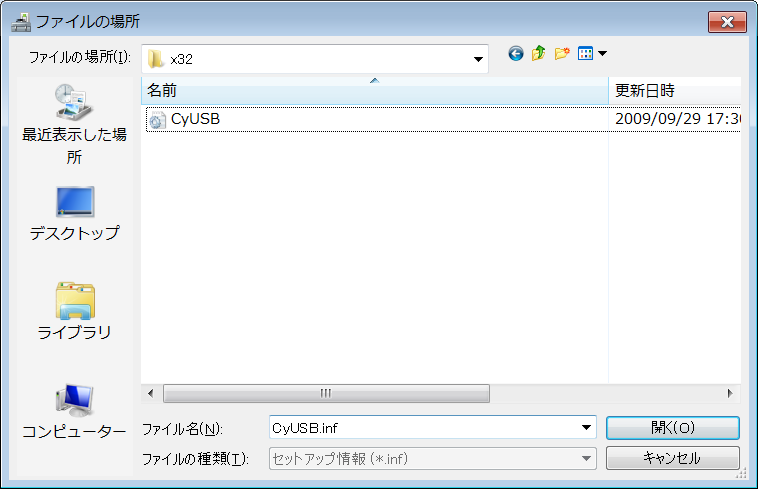 ファイルの場所
ファイルの場所(I):
x32
名前
更新日時
CyUSB
2009/09/29 17:30
最近表示した場
所
デスクトップ
ライブラリ
コンピューター
ファイル名(N):
CyUSB.inf
開く(O)
ファイルの種類(T):
セットアップ情報 (*.inf)
キャンセル